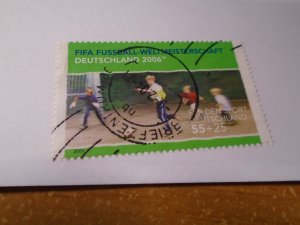 FIFA FUSSBALL-WELTMEISTERSCHAFT
DEUTSCHLAND 2006™
FÜR DEN SPORT
DEUTSCHLAND
55+25
BRIEFZENTRUM